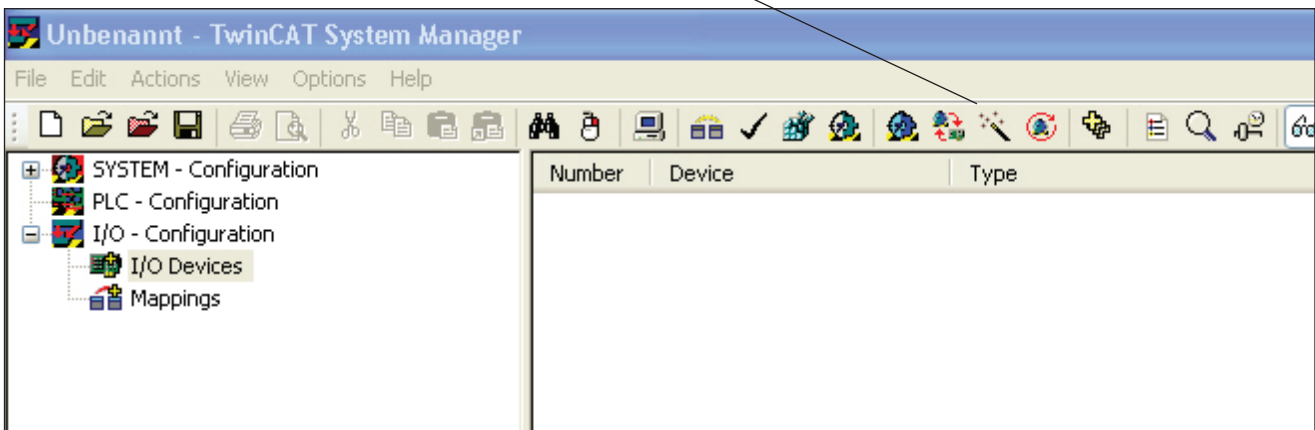 Unbenannt - TwinCAT System Manager
File Edit Actions View Options Help
SYSTEM - Configuration
PLC - Configuration
I/O - Configuration
I/O Devices
Mappings
Number Device Type